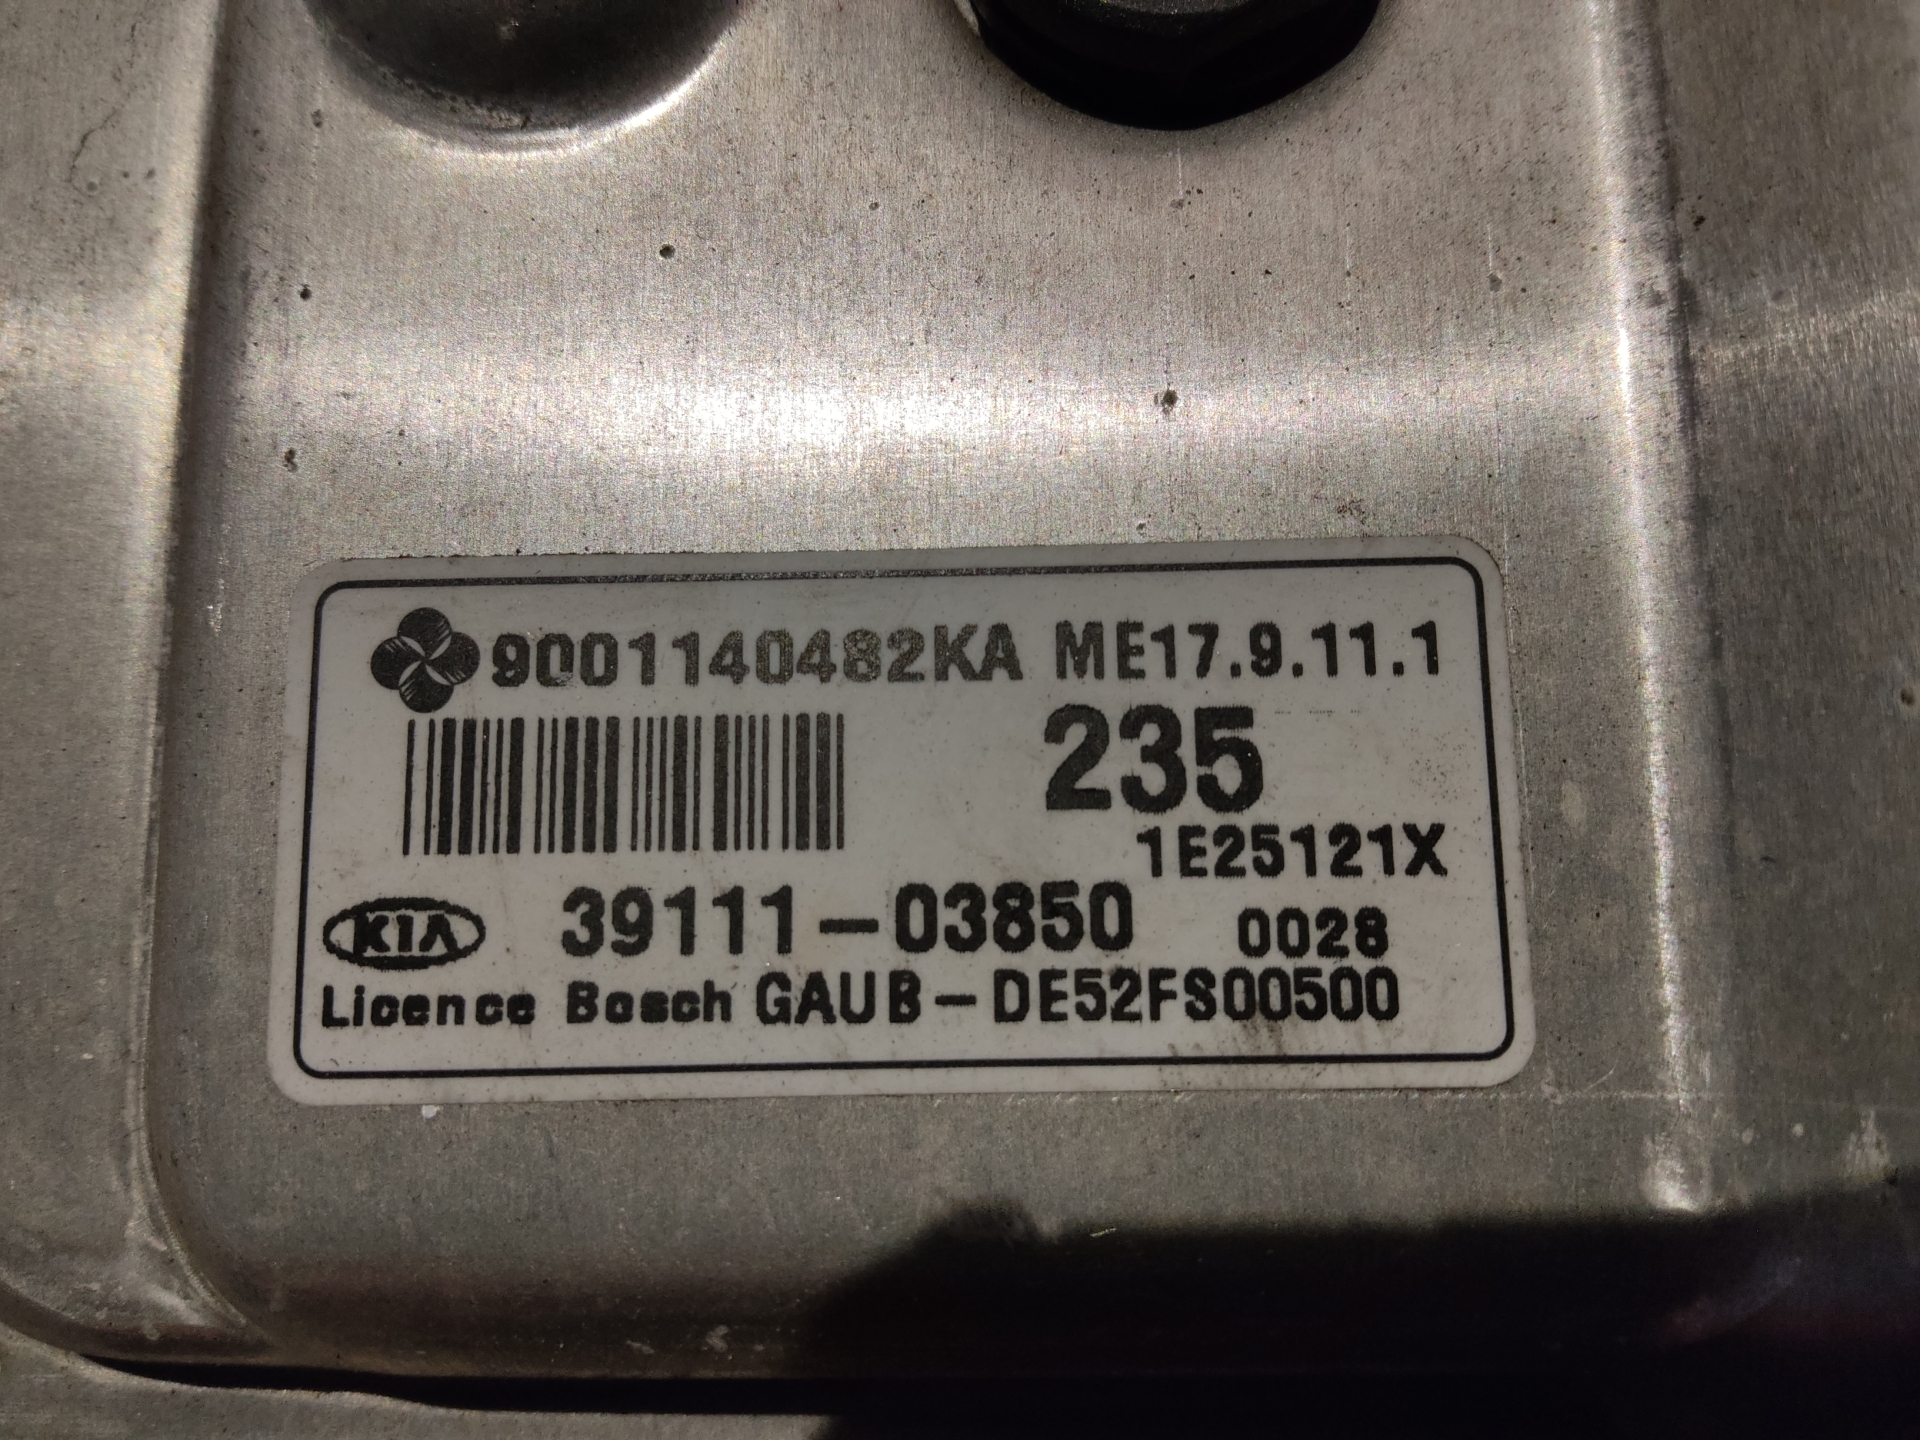 9001140482KA ME17.9.11.1
235
1E25121X
KIA 39111-03850 0028
Licence Bosch GAUB-DE52FS00500